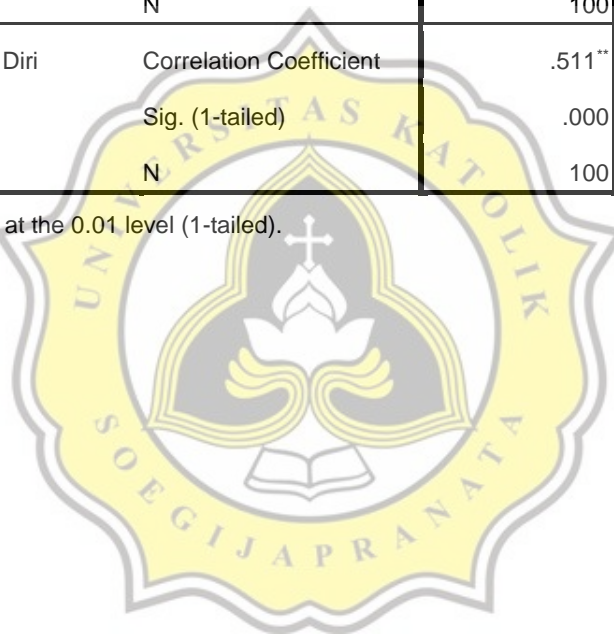 N 100
Diri Correlation Coefficient .511**
Sig. (1-tailed) .000
N 100
at the 0.01 level (1-tailed).
UNIVERSITAS KATOLIK
SOEGIJAPRANATA